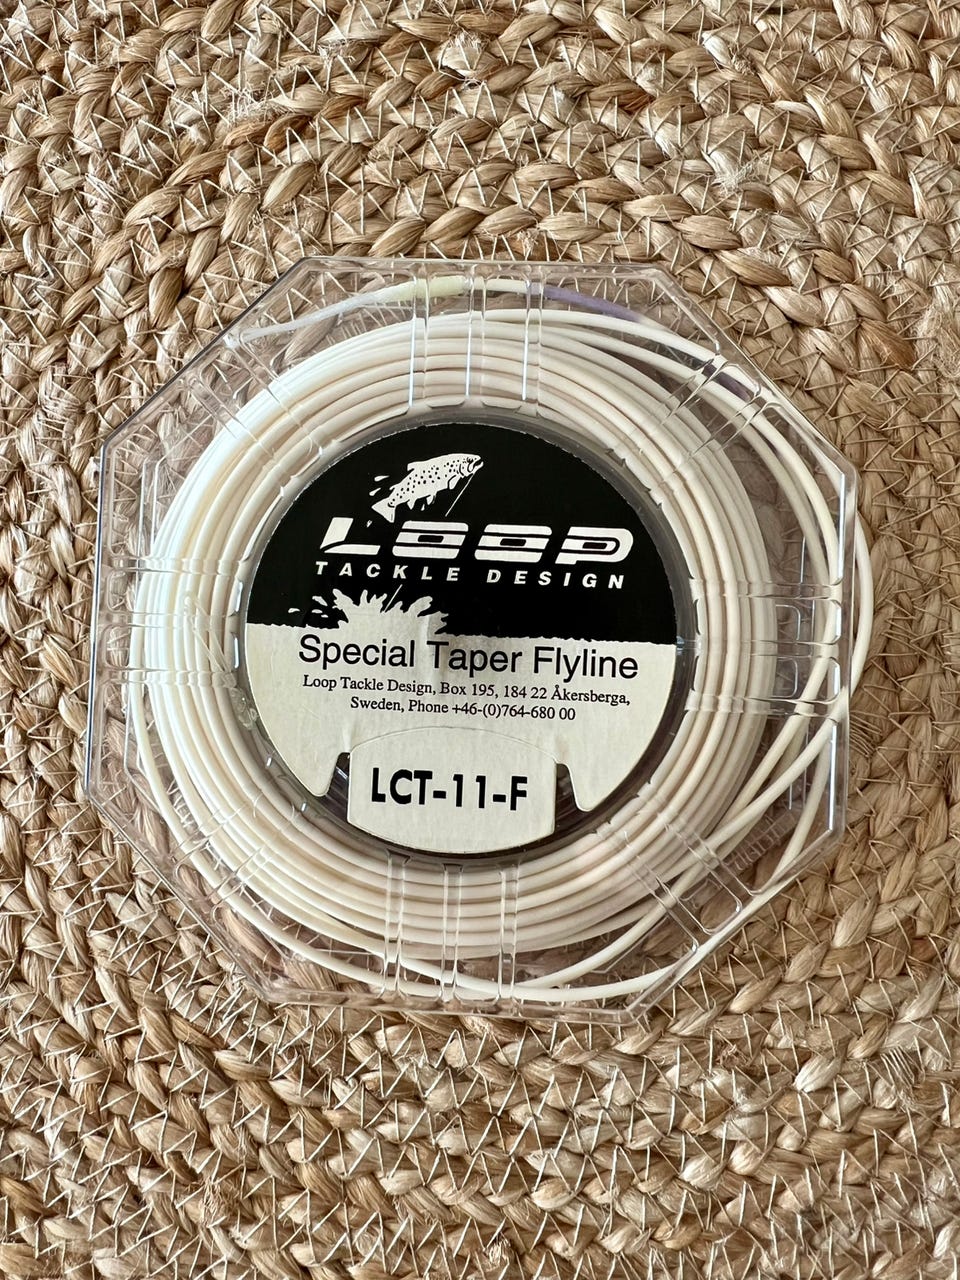 LOOP
TACKLE DESIGN
Special Taper Flyline
Loop Tackle Design, Box 195, 184 22 Åkersberga,
Sweden, Phone +46-(0)764-680 00
LCT-11-F